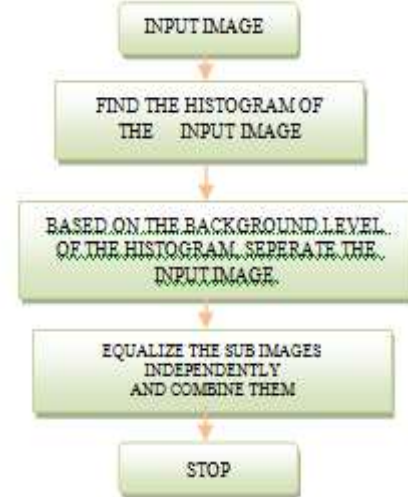 INPUT IMAGE
FIND THE HISTOGRAM OF
THE INPUT IMAGE
BASED ON THE BACKGROUND LEVEL
OF THE HISTOGRAM, SEPERATE THE
INPUT IMAGE.
EQUALIZE THE SUB IMAGES
INDEPENDENTLY
AND COMBINE THEM
STOP